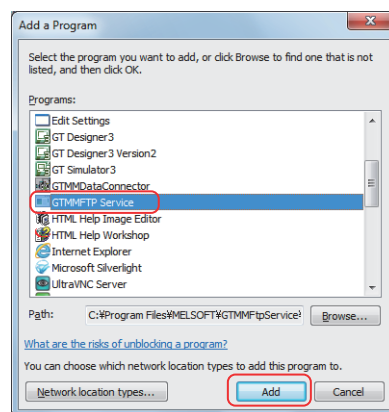 Add a Program
Select the program you want to add, or click Browse to find one that is not
listed, and then click OK.
Programs:
Edit Settings
GT Designer3
GT Designer3 Version2
GT Simulator3
GTMMDataConnector
GTMMFTP Service
HTML Help Image Editor
HTML Help Workshop
Internet Explorer
Microsoft Silverlight
UltraVNC Server
Path: C:¥Program Files¥MELSOFT¥GTMMFtpService¥ Browse...
What are the risks of unblocking a program?
You can choose which network location types to add this program to.
Network location types... Add Cancel